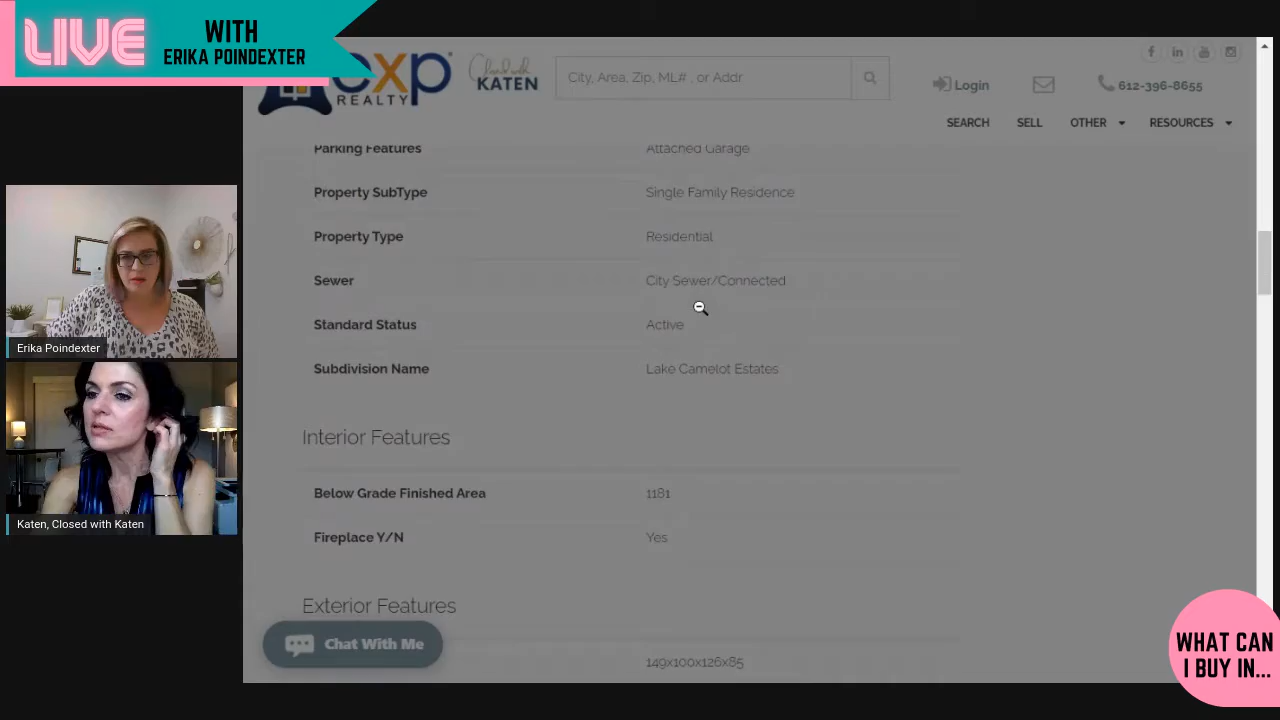 LIVE
WITH
ERIKA POINDEXTER
exp
REALTY
Closed with
KATEN
City, Area, Zip, ML# , or Addr
Login
612-396-8655
SEARCH
SELL
OTHER
RESOURCES
Parking Features
Attached Garage
Property SubType
Single Family Residence
Property Type
Residential
Sewer
City Sewer/Connected
Standard Status
Active
Subdivision Name
Lake Camelot Estates
Interior Features
Below Grade Finished Area
1181
Fireplace Y/N
Yes
Exterior Features
149x100x126x85
Chat With Me
Erika Poindexter
Katen, Closed with Katen
WHAT CAN
I BUY IN...